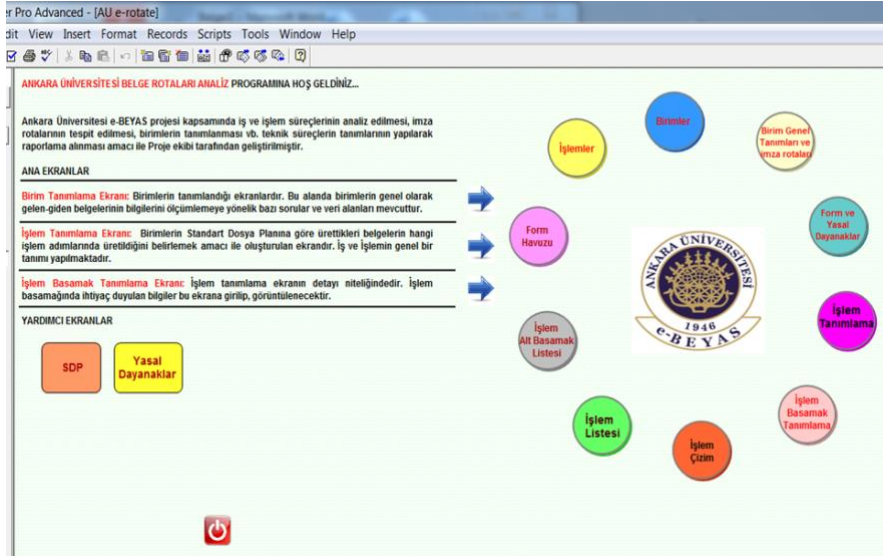 er Pro Advanced - [AU e-rotate]
dit View Insert Format Records Scripts Tools Window Help
ANKARA ÜNİVERSİTESİ BELGE ROTALARI ANALİZ PROGRAMINA HOŞ GELDİNİZ...
Ankara Üniversitesi e-BEYAS projesi kapsamında iş ve işlem süreçlerinin analiz edilmesi, imza
rotalarının tespit edilmesi, birimlerin tanımlanması vb. teknik süreçlerin tanımlarının yapılarak
raporlama alınması amacı ile Proje ekibi tarafından geliştirilmiştir.
ANA EKRANLAR
Birim Tanımlama Ekranı: Birimlerin tanımlandığı ekranlardır. Bu alanda birimlerin genel olarak
gelen-giden belgelerinin bilgilerini ölçümlemeye yönelik bazı sorular ve veri alanları mevcuttur.
İşlem Tanımlama Ekranı: Birimlerin Standart Dosya Planına göre ürettikleri belgelerin hangi
işlem adımlarında üretildiğini belirlemek amacı ile oluşturulan ekrandır. İş ve İşlemin genel bir
tanımı yapılmaktadır.
İşlem Basamak Tanımlama Ekranı: İşlem tanımlama ekranın detayı niteliğindedir. İşlem
basamağında ihtiyaç duyulan bilgiler bu ekrana girilip, görüntülenecektir.
YARDIMCI EKRANLAR
SDP
Yasal
Dayanaklar
Birimler
Birim Genel
Tanımları ve
imza rotaları
Form ve
Yasal
Dayanaklar
İşlem
Tanımlama
İşlem
Basamak
Tanımlama
İşlem
Çizim
İşlem
Listesi
İşlem
Alt Basamak
Listesi
Form
Havuzu
İşlemler
ANKARA ÜNİVERSİTESİ
1946
e-BEYAS